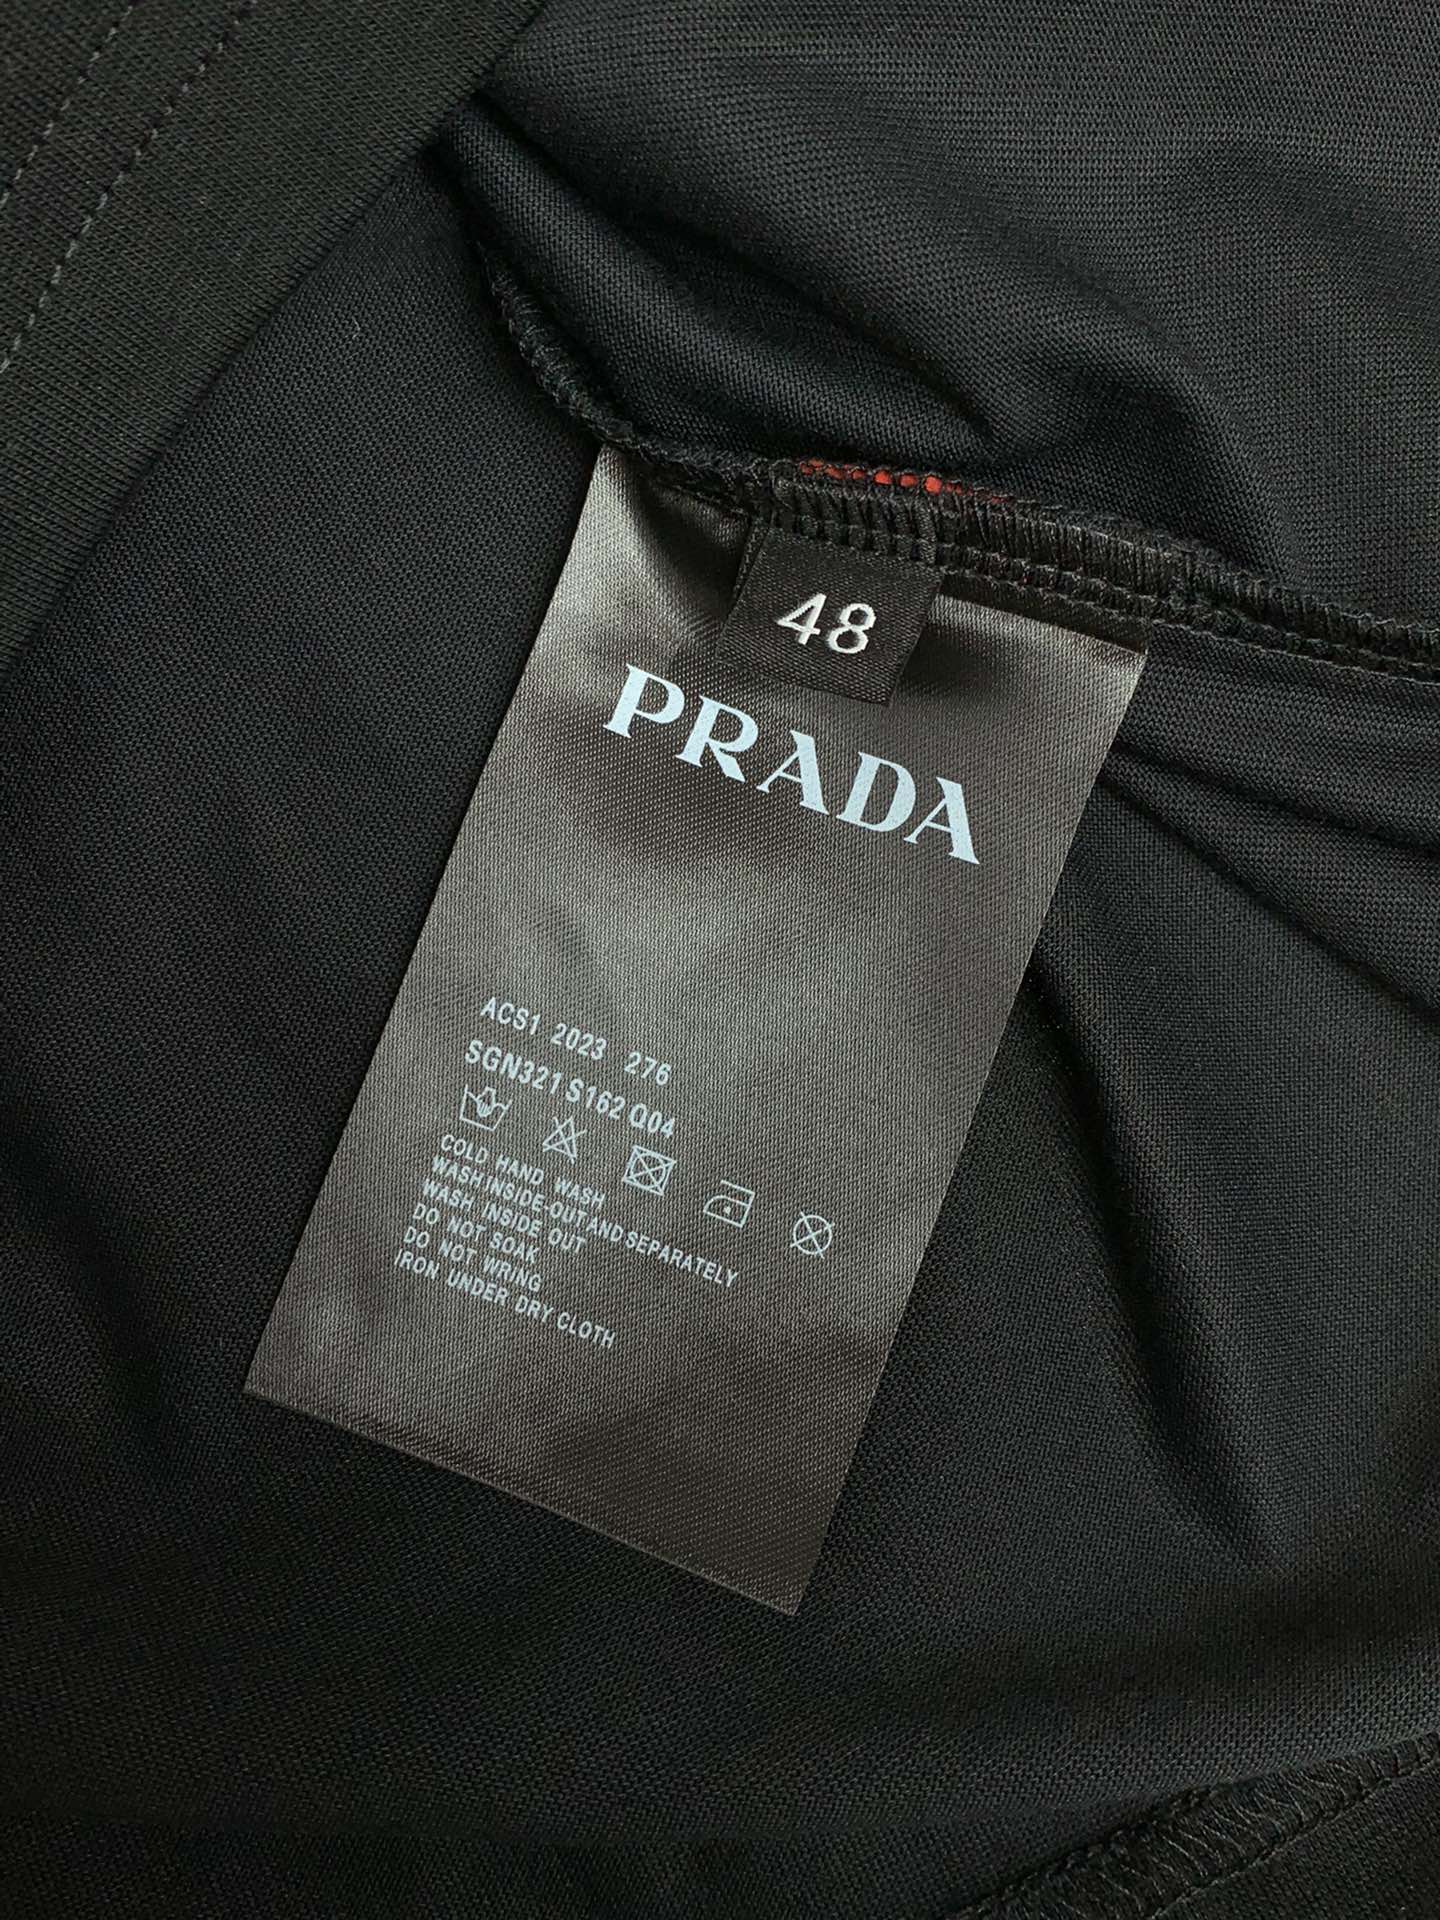 48
PRADA
ACS1 2023 276
SGN321 S162 Q04
COLD HAND WASH
WASH INSIDE-OUT AND SEPARATELY
WASH INSIDE OUT
DO NOT SOAK
DO NOT WRING
IRON UNDER DRY CLOTH